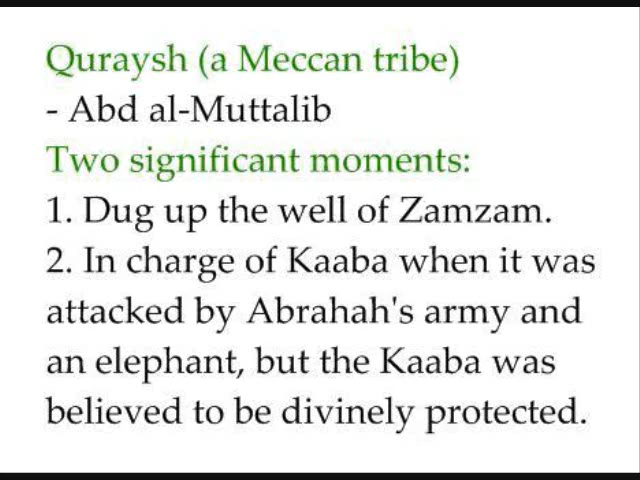 Quraysh (a Meccan tribe)
- Abd al-Muttalib
Two significant moments:
1. Dug up the well of Zamzam.
2. In charge of Kaaba when it was
attacked by Abrahah's army and
an elephant, but the Kaaba was
believed to be divinely protected.